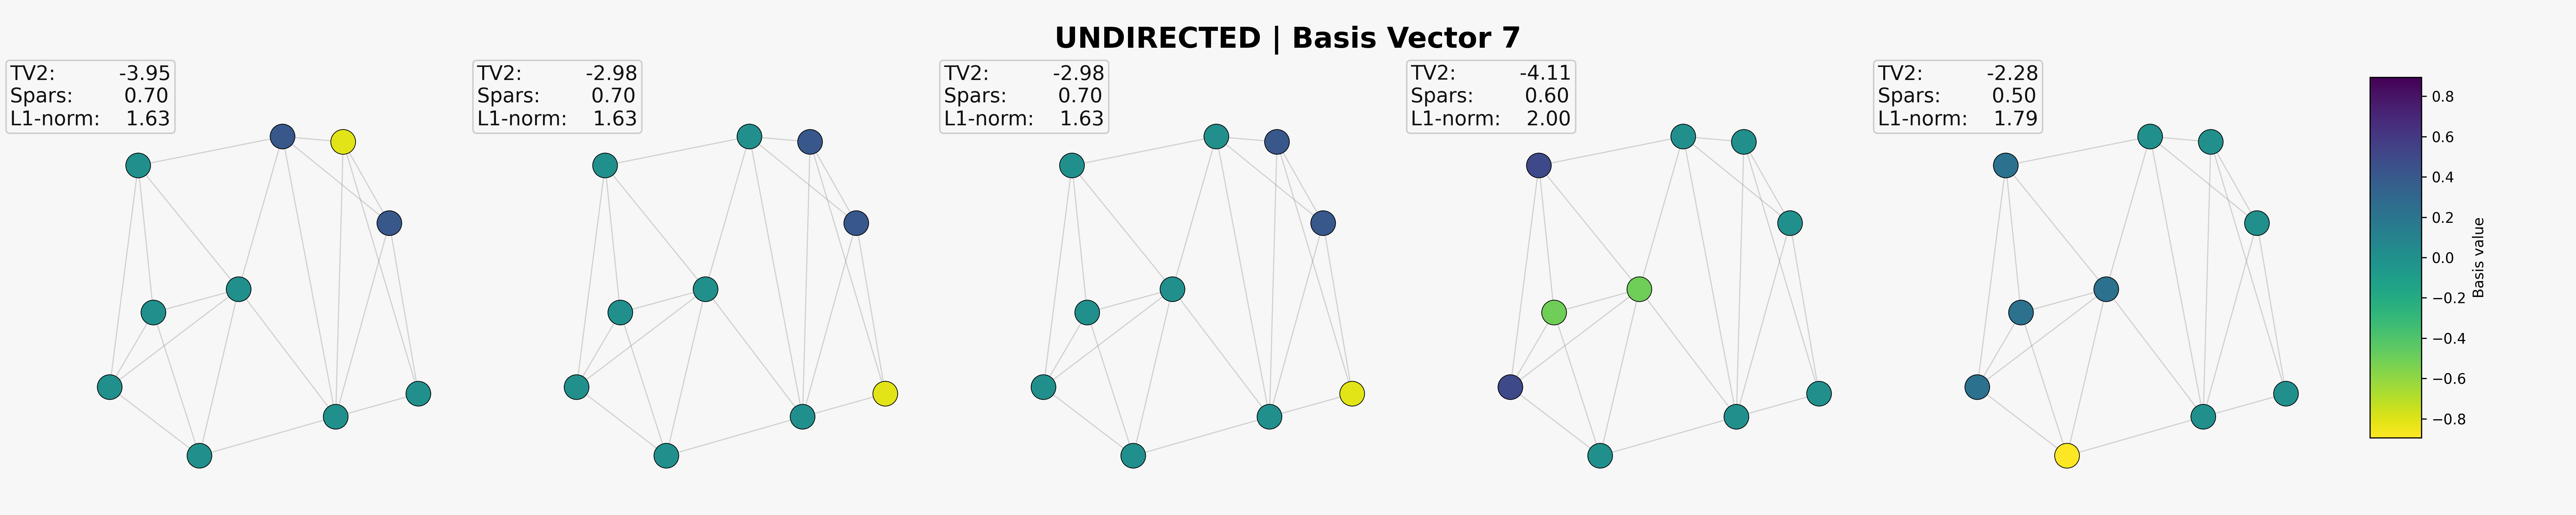 UNDIRECTED | Basis Vector 7
TV2: -3.95
Spars: 0.70
L1-norm: 1.63
TV2: -2.98
Spars: 0.70
L1-norm: 1.63
TV2: -2.98
Spars: 0.70
L1-norm: 1.63
TV2: -4.11
Spars: 0.60
L1-norm: 2.00
TV2: -2.28
Spars: 0.50
L1-norm: 1.79
0.8
0.6
0.4
0.2
0.0
−0.2
−0.4
−0.6
−0.8
Basis value